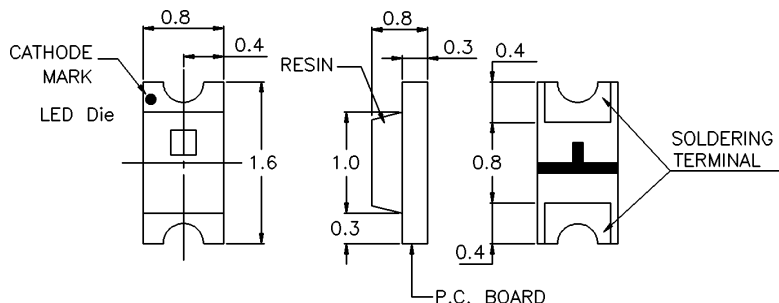 0.8
0.4
CATHODE
MARK
LED Die
1.6
0.8
0.3
RESIN
1.0
0.3
P.C. BOARD
0.4
0.8
0.4
SOLDERING
TERMINAL